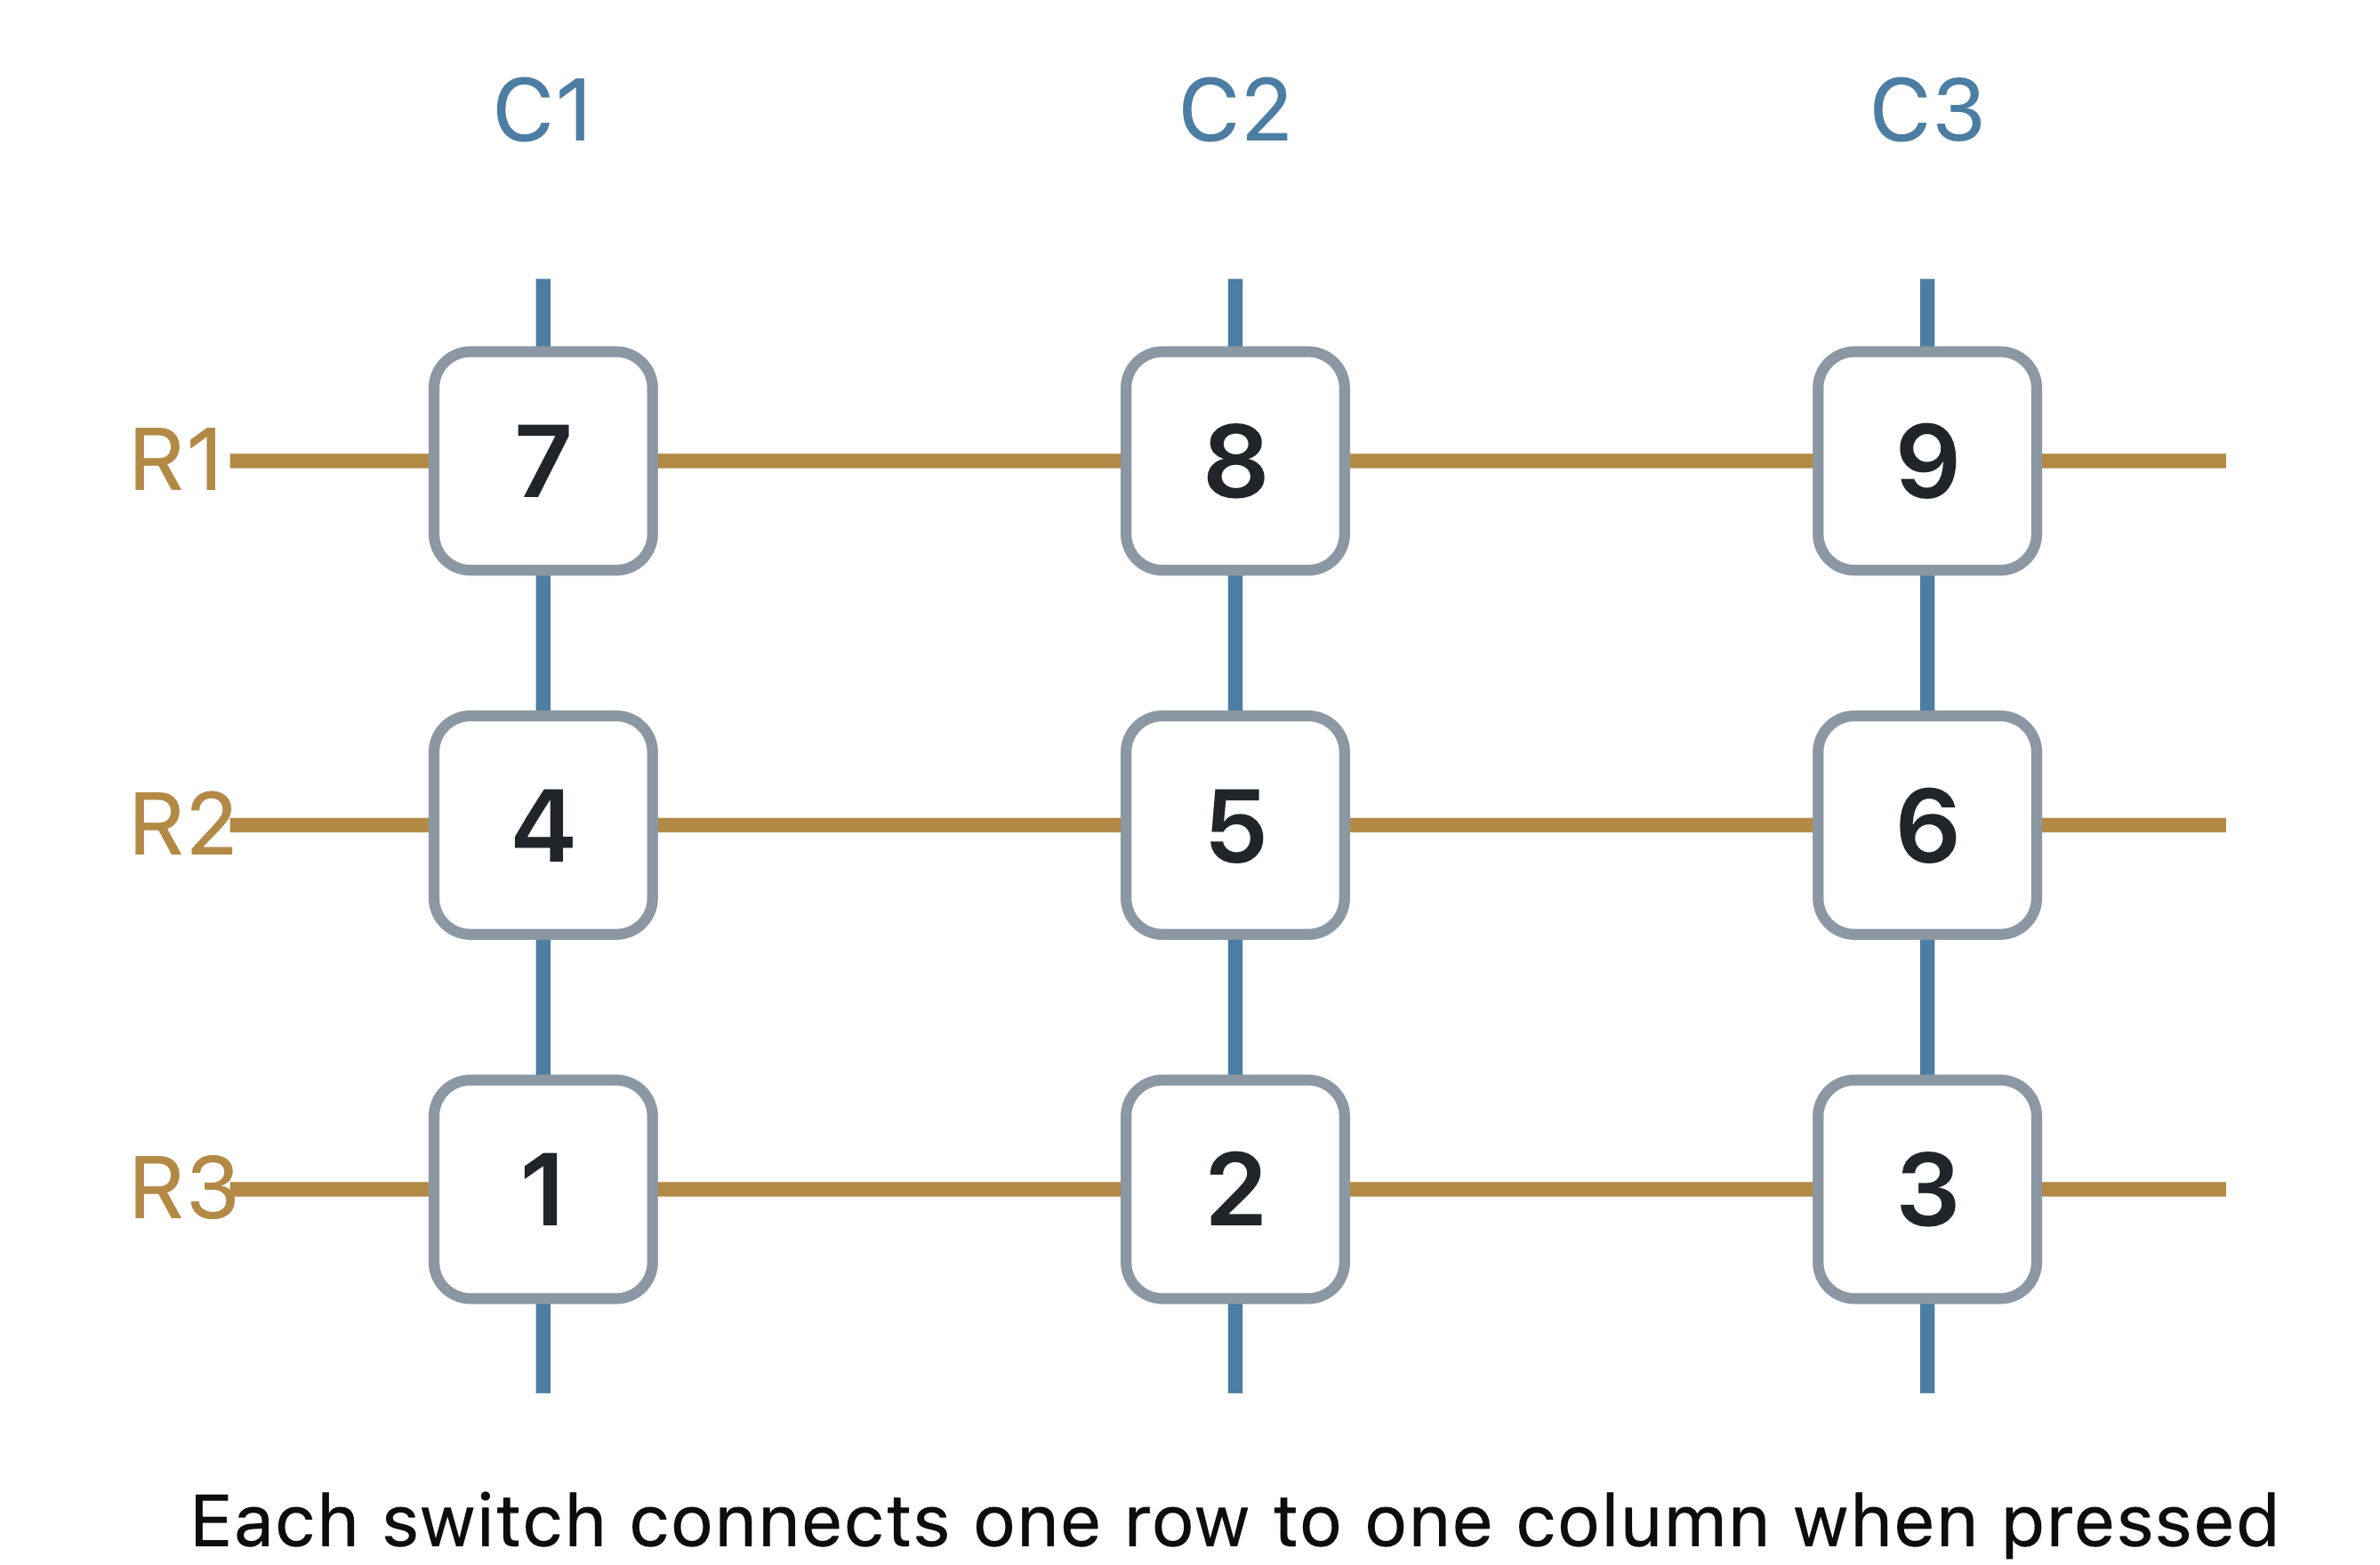 C1 C2 C3
R1 7 8 9
R2 4 5 6
R3 1 2 3
Each switch connects one row to one column when pressed